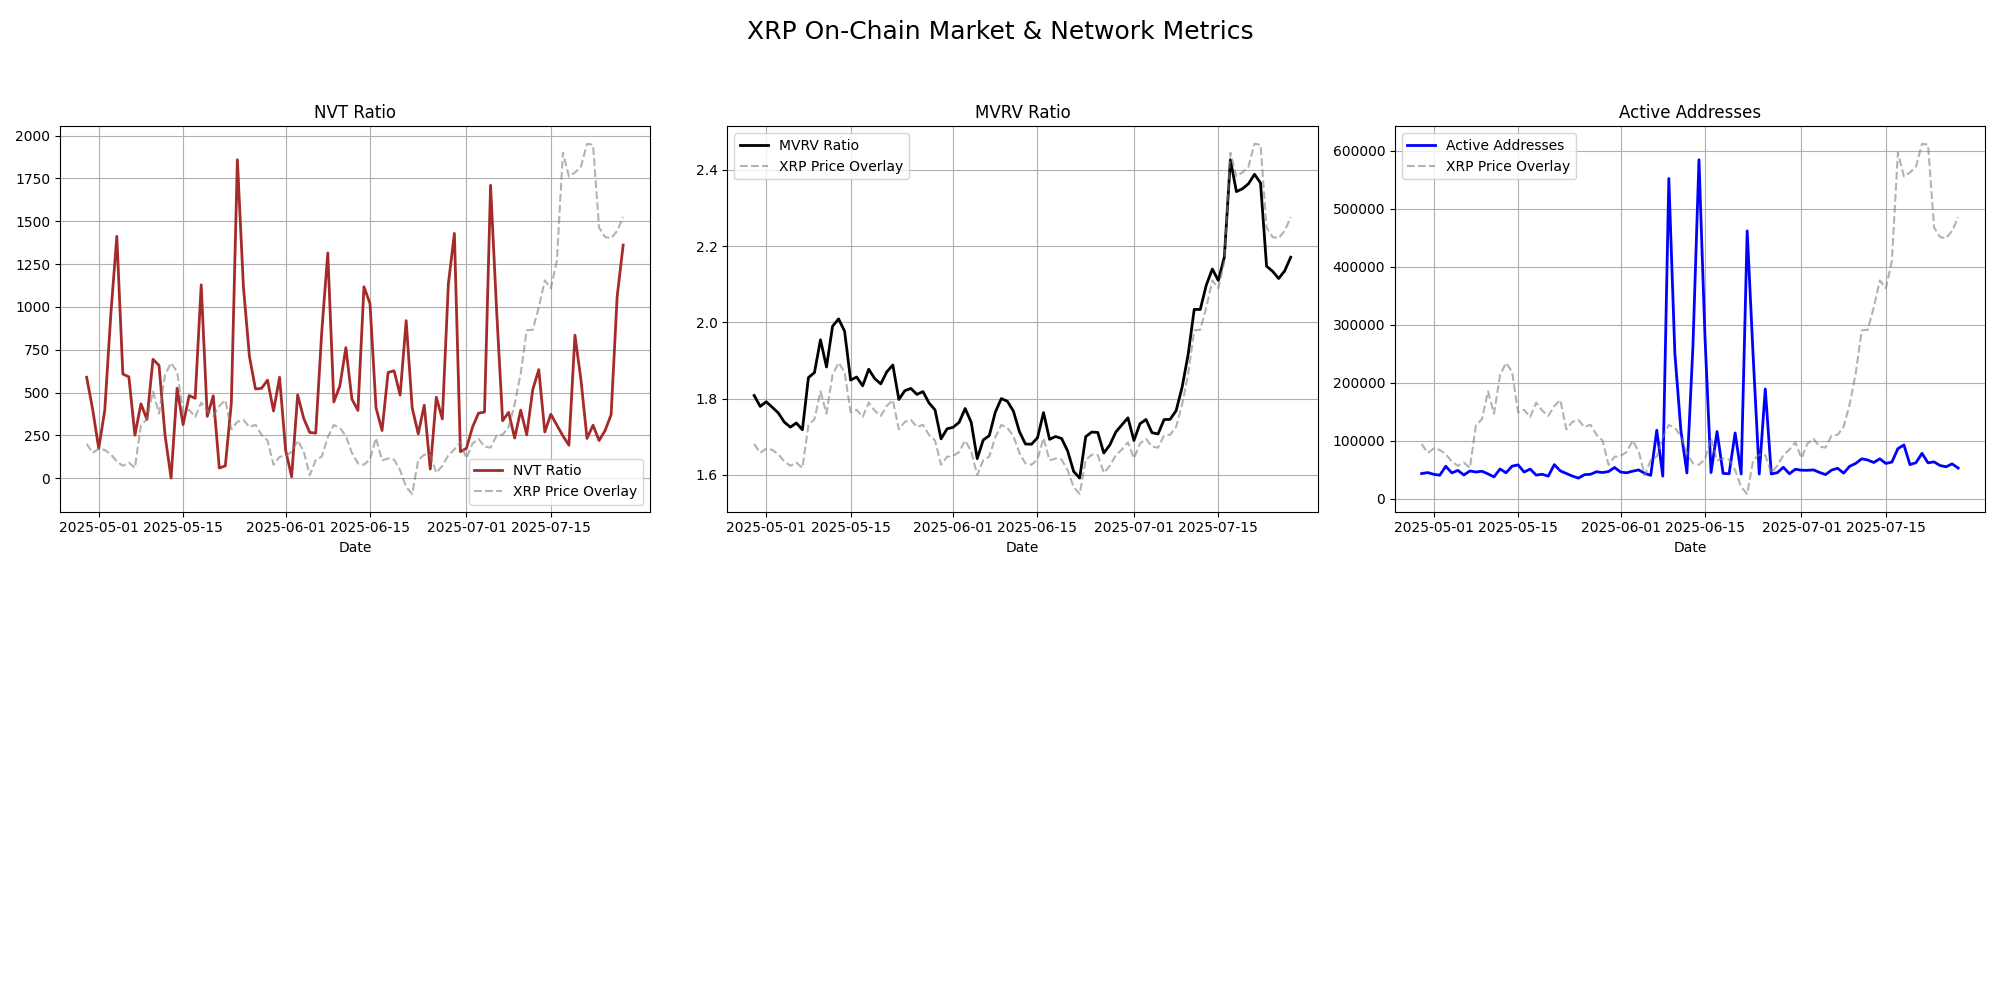 XRP On-Chain Market & Network Metrics
NVT Ratio
2000
1750
1500
1250
1000
750
500
250
0
NVT Ratio
XRP Price Overlay
2025-05-01 2025-05-15 2025-06-01 2025-06-15 2025-07-01 2025-07-15
Date
MVRV Ratio
MVRV Ratio
XRP Price Overlay
2.4
2.2
2.0
1.8
1.6
2025-05-01 2025-05-15 2025-06-01 2025-06-15 2025-07-01 2025-07-15
Date
Active Addresses
Active Addresses
XRP Price Overlay
600000
500000
400000
300000
200000
100000
0
2025-05-01 2025-05-15 2025-06-01 2025-06-15 2025-07-01 2025-07-15
Date